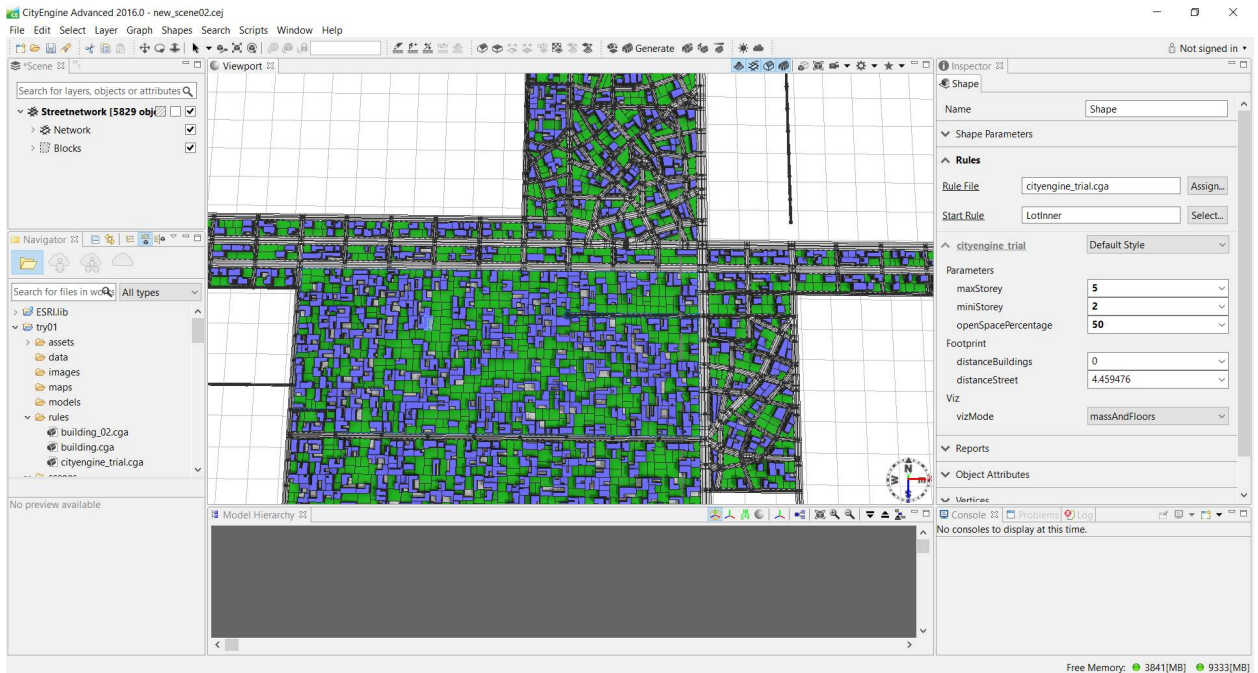 CityEngine Advanced 2016.0 - new_scene02.cej
File Edit Select Layer Graph Shapes Search Scripts Window Help
Generate
Not signed in
Scene
Search for layers, objects or attributes
Streetnetwork [5829 obje
Network
Blocks
Navigator
Search for files in wo
All types
ESRI.lib
try01
assets
data
images
maps
models
rules
building_02.cga
building.cga
cityengine_trial.cga
No preview available
Viewport
N
W
S
Model Hierarchy
Inspector
Shape
Name Shape
Shape Parameters
Rules
Rule File cityengine_trial.cga Assign...
Start Rule LotInner Select...
cityengine trial Default Style
Parameters
maxStorey 5
miniStorey 2
openSpacePercentage 50
Footprint
distanceBuildings 0
distanceStreet 4.459476
Viz
vizMode massAndFloors
Reports
Object Attributes
Vertices
Console Problems Log
No consoles to display at this time.
Free Memory: 3841[MB] 9333[MB]